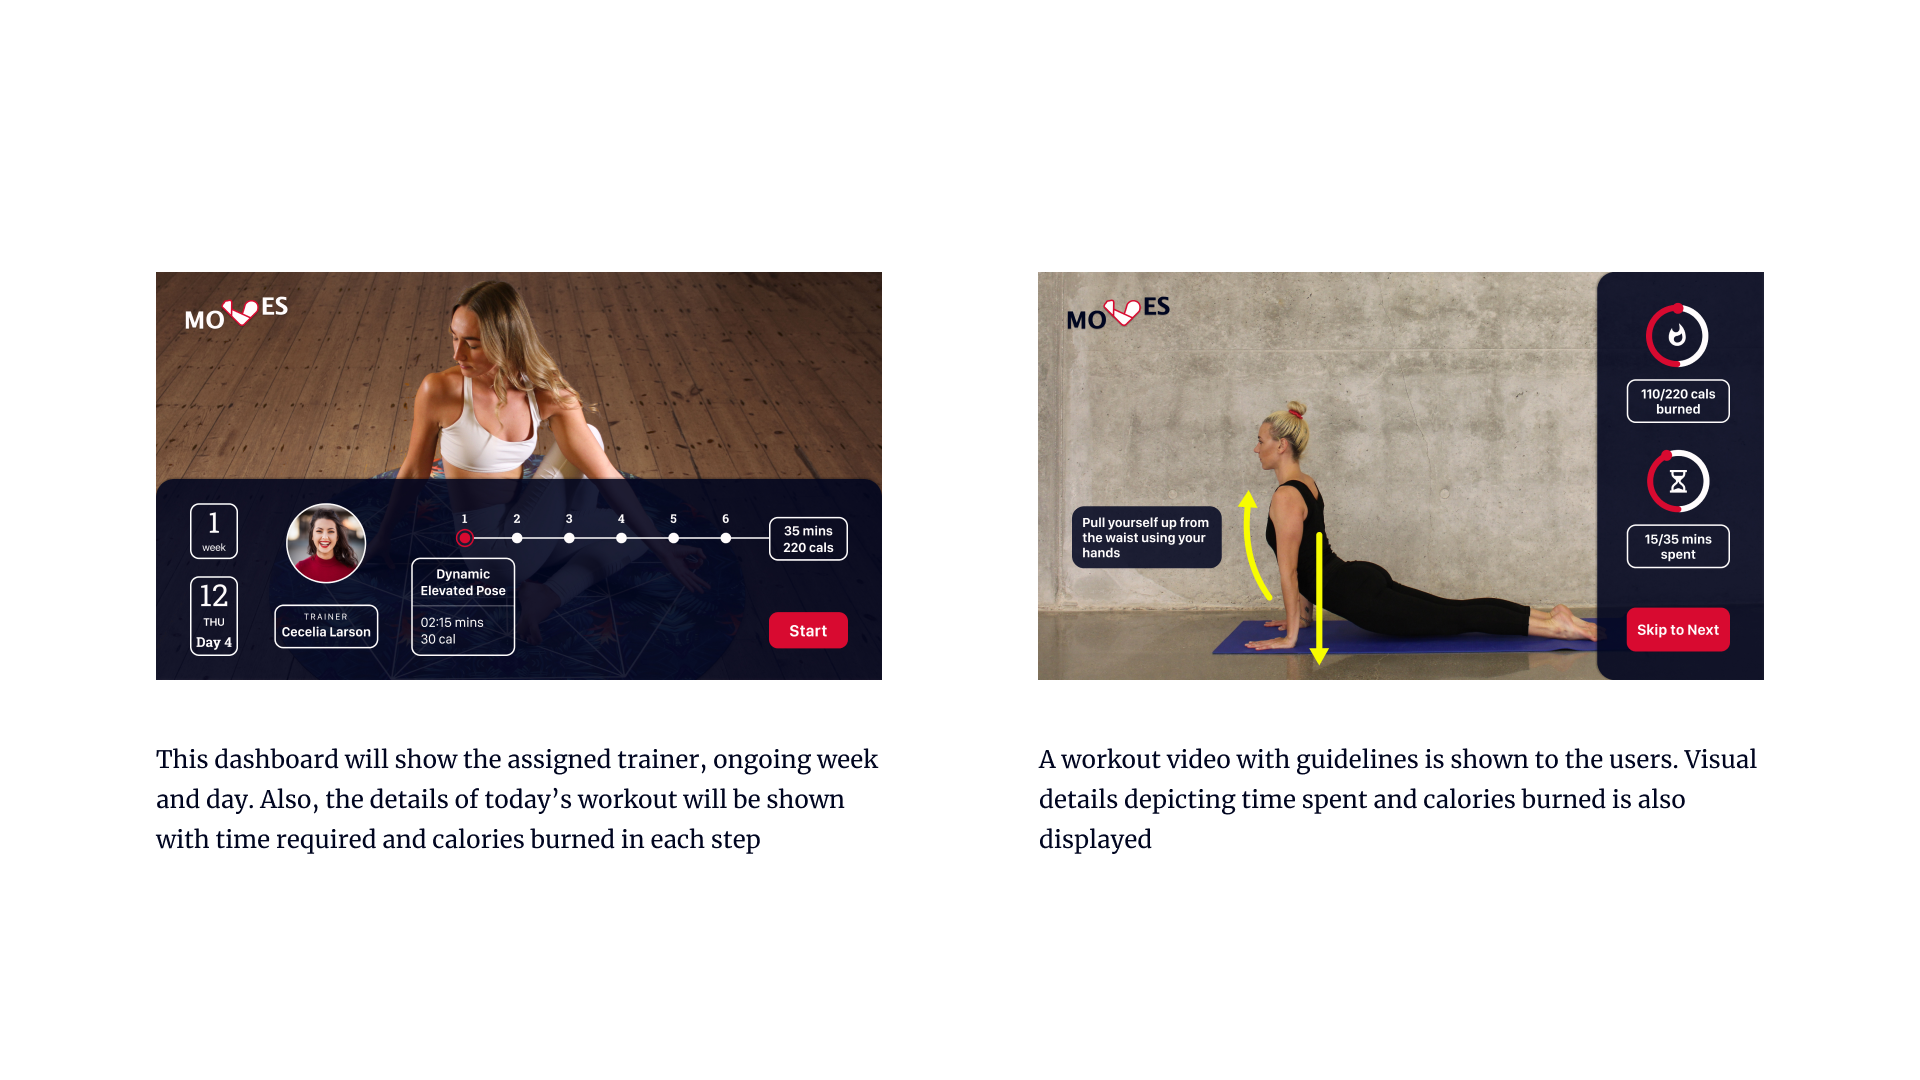 MOVES
1
week
12
THU
Day 4
TRAINER
Cecelia Larson
1 2 3 4 5 6
Dynamic
Elevated Pose
02:15 mins
30 cal
35 mins
220 cals
Start
This dashboard will show the assigned trainer, ongoing week
and day. Also, the details of today’s workout will be shown
with time required and calories burned in each step
MOVES
Pull yourself up from
the waist using your
hands
110/220 cals
burned
15/35 mins
spent
Skip to Next
A workout video with guidelines is shown to the users. Visual
details depicting time spent and calories burned is also
displayed